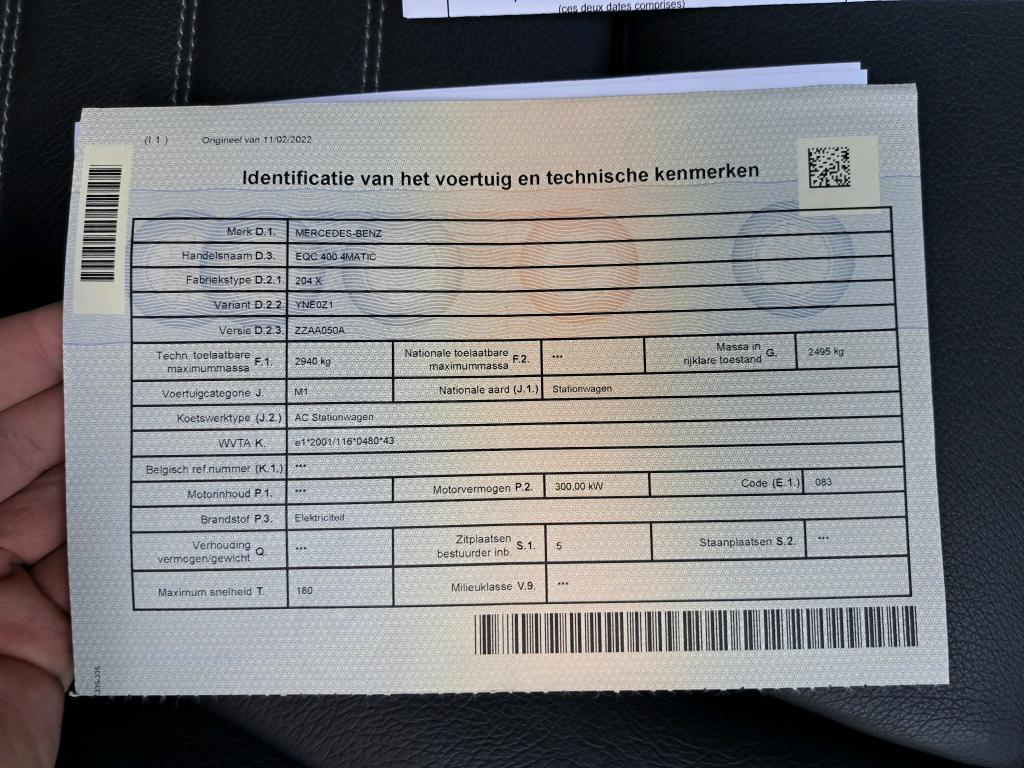 (ces deux dates comprises)
(I.1.) Origineel van 11/02/2022
Identificatie van het voertuig en technische kenmerken
Merk D.1. MERCEDES-BENZ
Handelsnaam D.3. EQC 400 4MATIC
Fabriekstype D.2.1. 204 X
Variant D.2.2. YNE0Z1
Versie D.2.3. ZZAA050A
Techn. toelaatbare maximummassa F.1. 2940 kg Nationale toelaatbare maximummassa F.2. *** Massa in rijklare toestand G. 2495 kg
Voertuigcategorie J. M1 Nationale aard (J.1.) Stationwagen
Koetswerktype (J.2.) AC Stationwagen
WVTA K. e1*2001/116*0480*43
Belgisch ref.nummer (K.1.) ***
Motorinhoud P.1. *** Motorvermogen P.2. 300,00 kW Code (E.1.) 083
Brandstof P.3. Elektriciteit
Verhouding vermogen/gewicht Q. *** Zitplaatsen bestuurder inb. S.1. 5 Staanplaatsen S.2. ***
Maximum snelheid T. 180 Milieuklasse V.9. ***